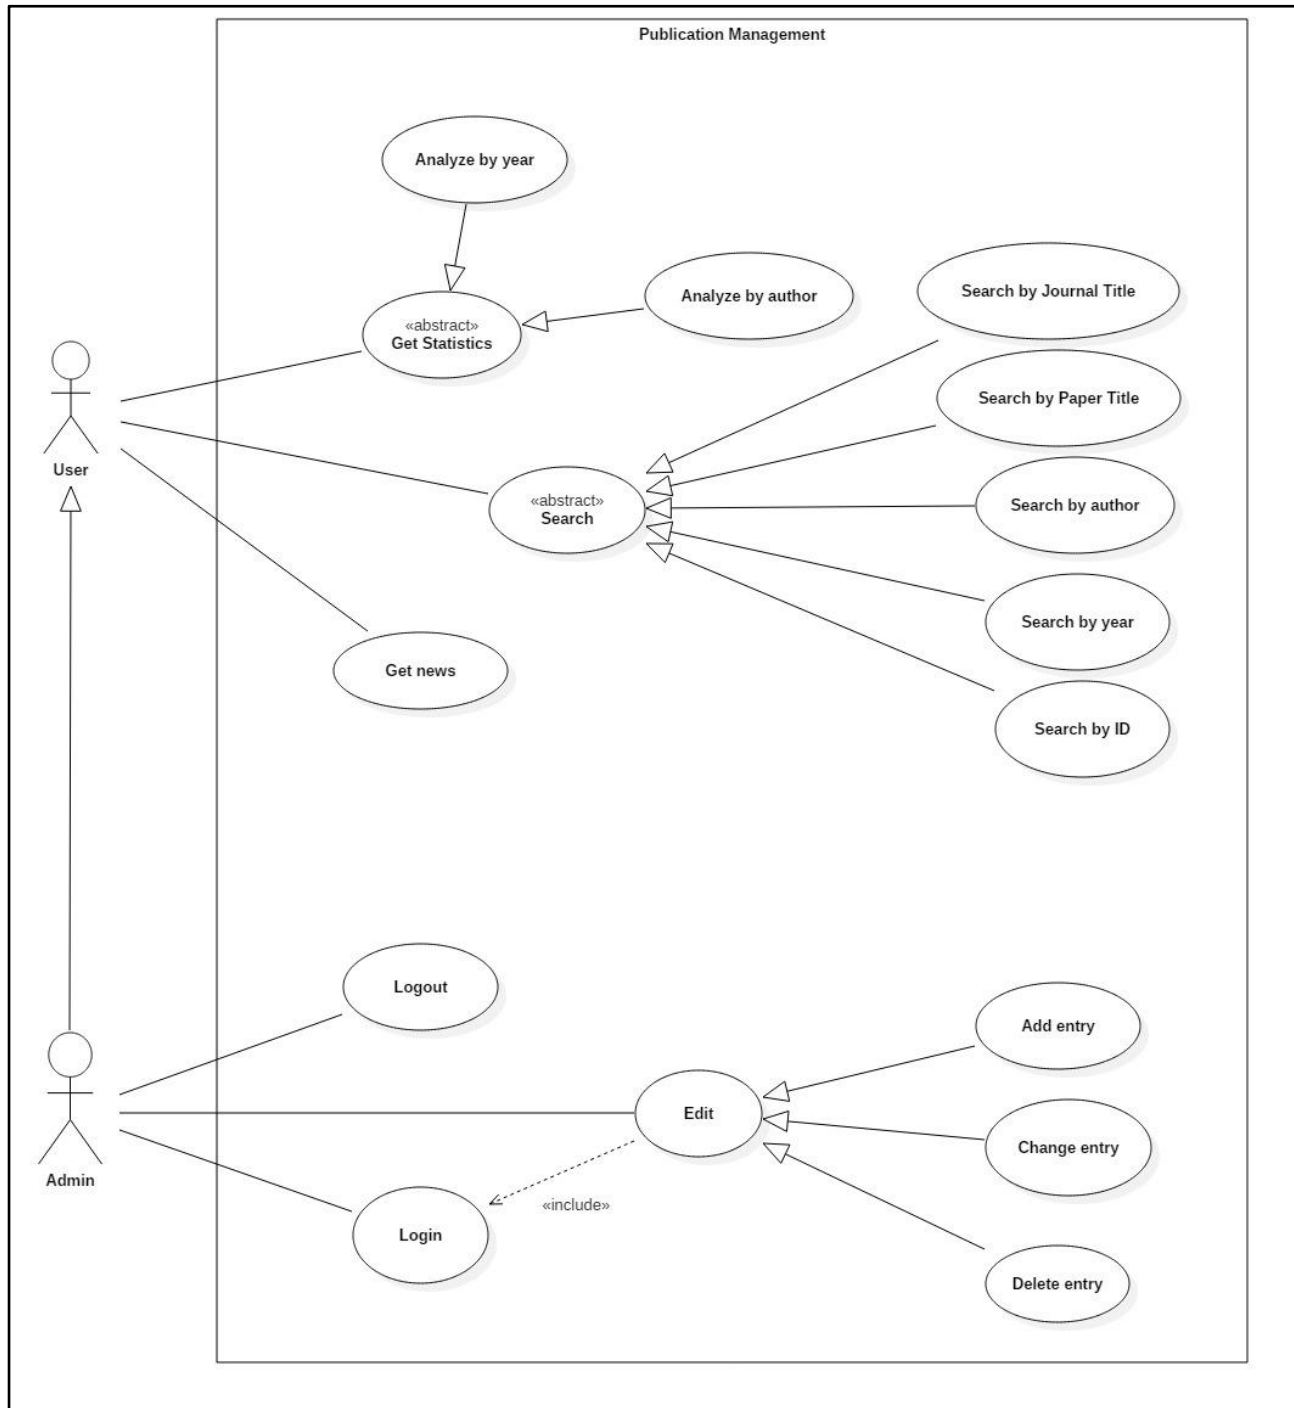 Publication Management
Analyze by year
Analyze by author
Search by Journal Title
«abstract»
Get Statistics
Search by Paper Title
User
«abstract»
Search
Search by author
Search by year
Get news
Search by ID
Logout
Add entry
Edit
Change entry
Admin
«include»
Login
Delete entry